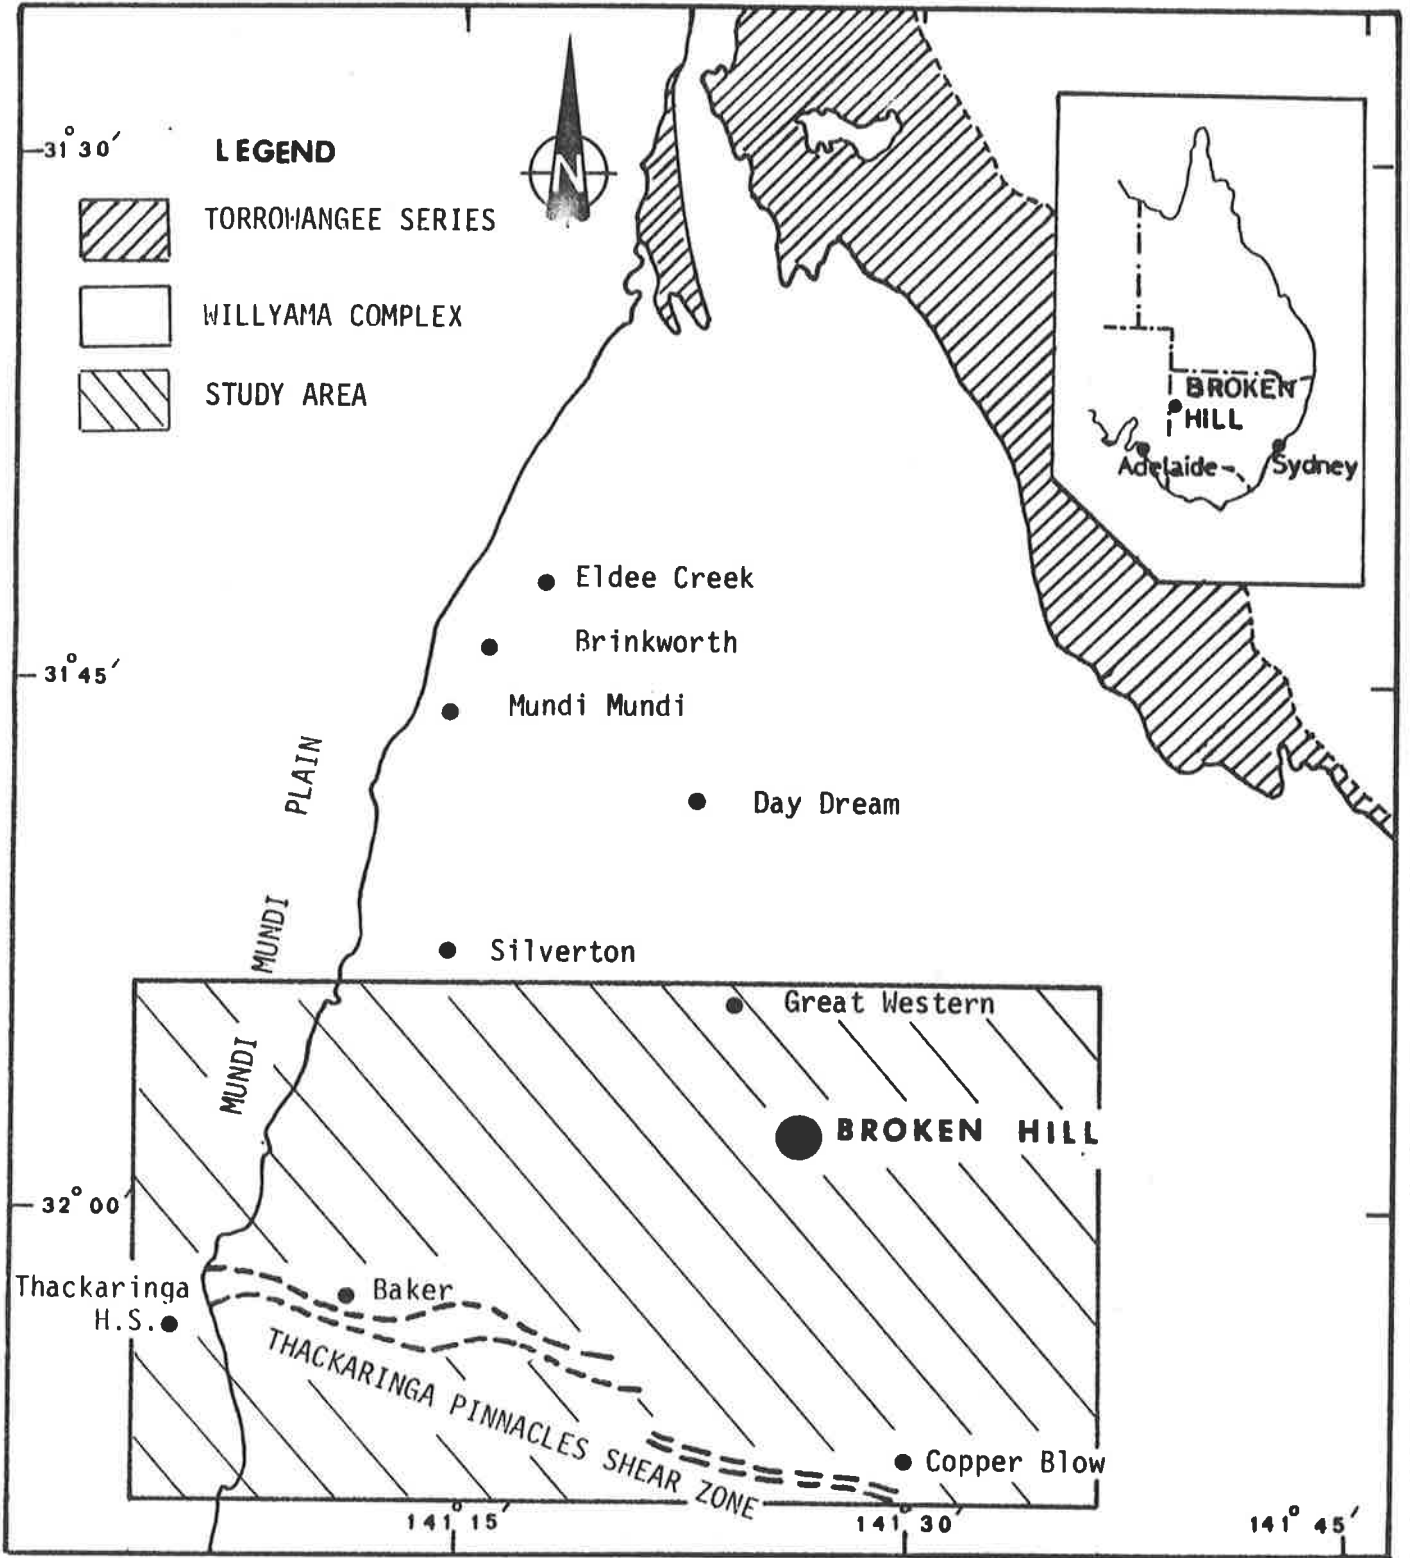 31°30′
LEGEND
N
TORROWANGEE SERIES
WILLYAMA COMPLEX
STUDY AREA
BROKEN
HILL
Adelaide
Sydney
Eldee Creek
Brinkworth
31°45′
Mundi Mundi
MUNDI MUNDI PLAIN
Day Dream
Silverton
Great Western
BROKEN HILL
32°00′
Thackaringa
H.S.
Baker
THACKARINGA PINNACLES SHEAR ZONE
Copper Blow
141°15′
141°30′
141°45′